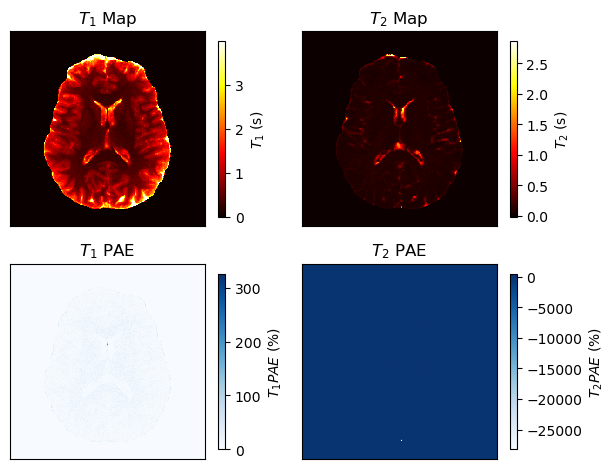 T₁ Map
T₂ Map
3
2
1
0
T₁ (s)
2.5
2.0
1.5
1.0
0.5
0.0
T₂ (s)
T₁ PAE
T₂ PAE
300
200
100
0
T₁PAE (%)
0
−5000
−10000
−15000
−20000
−25000
T₂PAE (%)